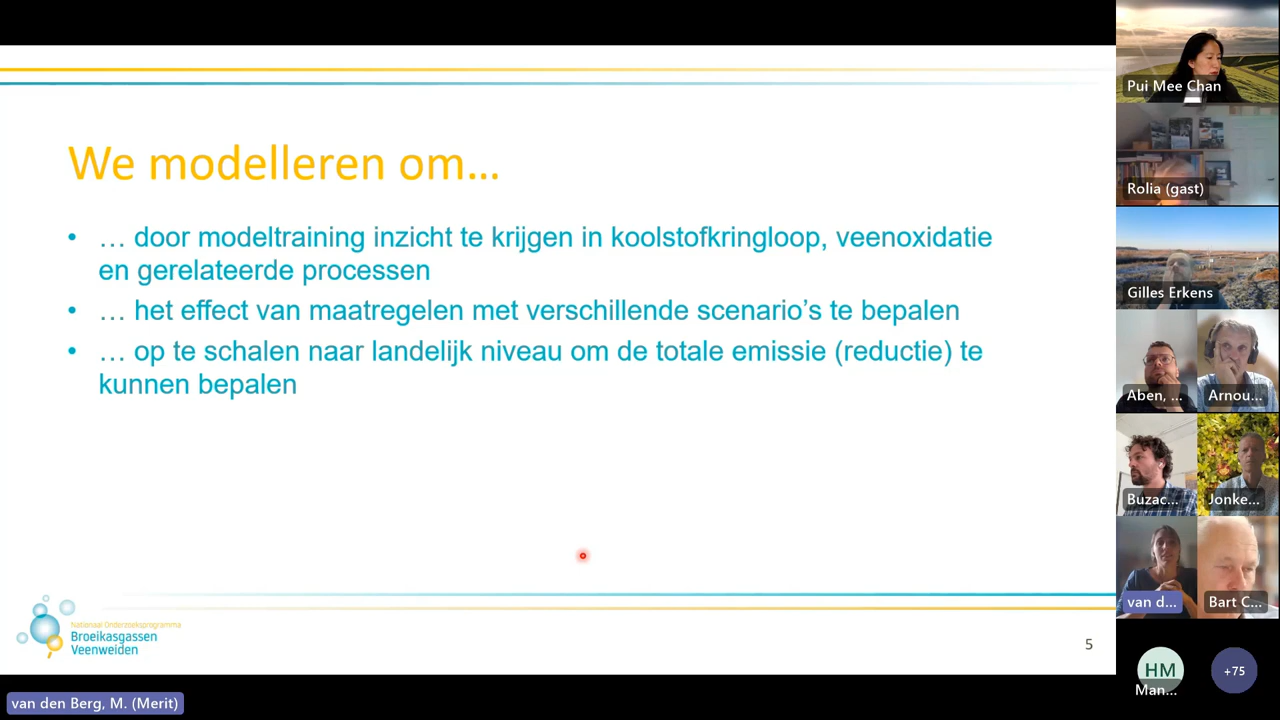 We modelleren om...
• … door modeltraining inzicht te krijgen in koolstofkringloop, veenoxidatie
en gerelateerde processen
• … het effect van maatregelen met verschillende scenario’s te bepalen
• … op te schalen naar landelijk niveau om de totale emissie (reductie) te
kunnen bepalen
Nationaal Onderzoeksprogramma
Broeikasgassen
Veenweiden
5
van den Berg, M. (Merit)
Pui Mee Chan
Rolia (gast)
Gilles Erkens
Aben, ...
Arnou...
Buzac...
Jonke...
van d...
Bart C...
HM
Man...
+75